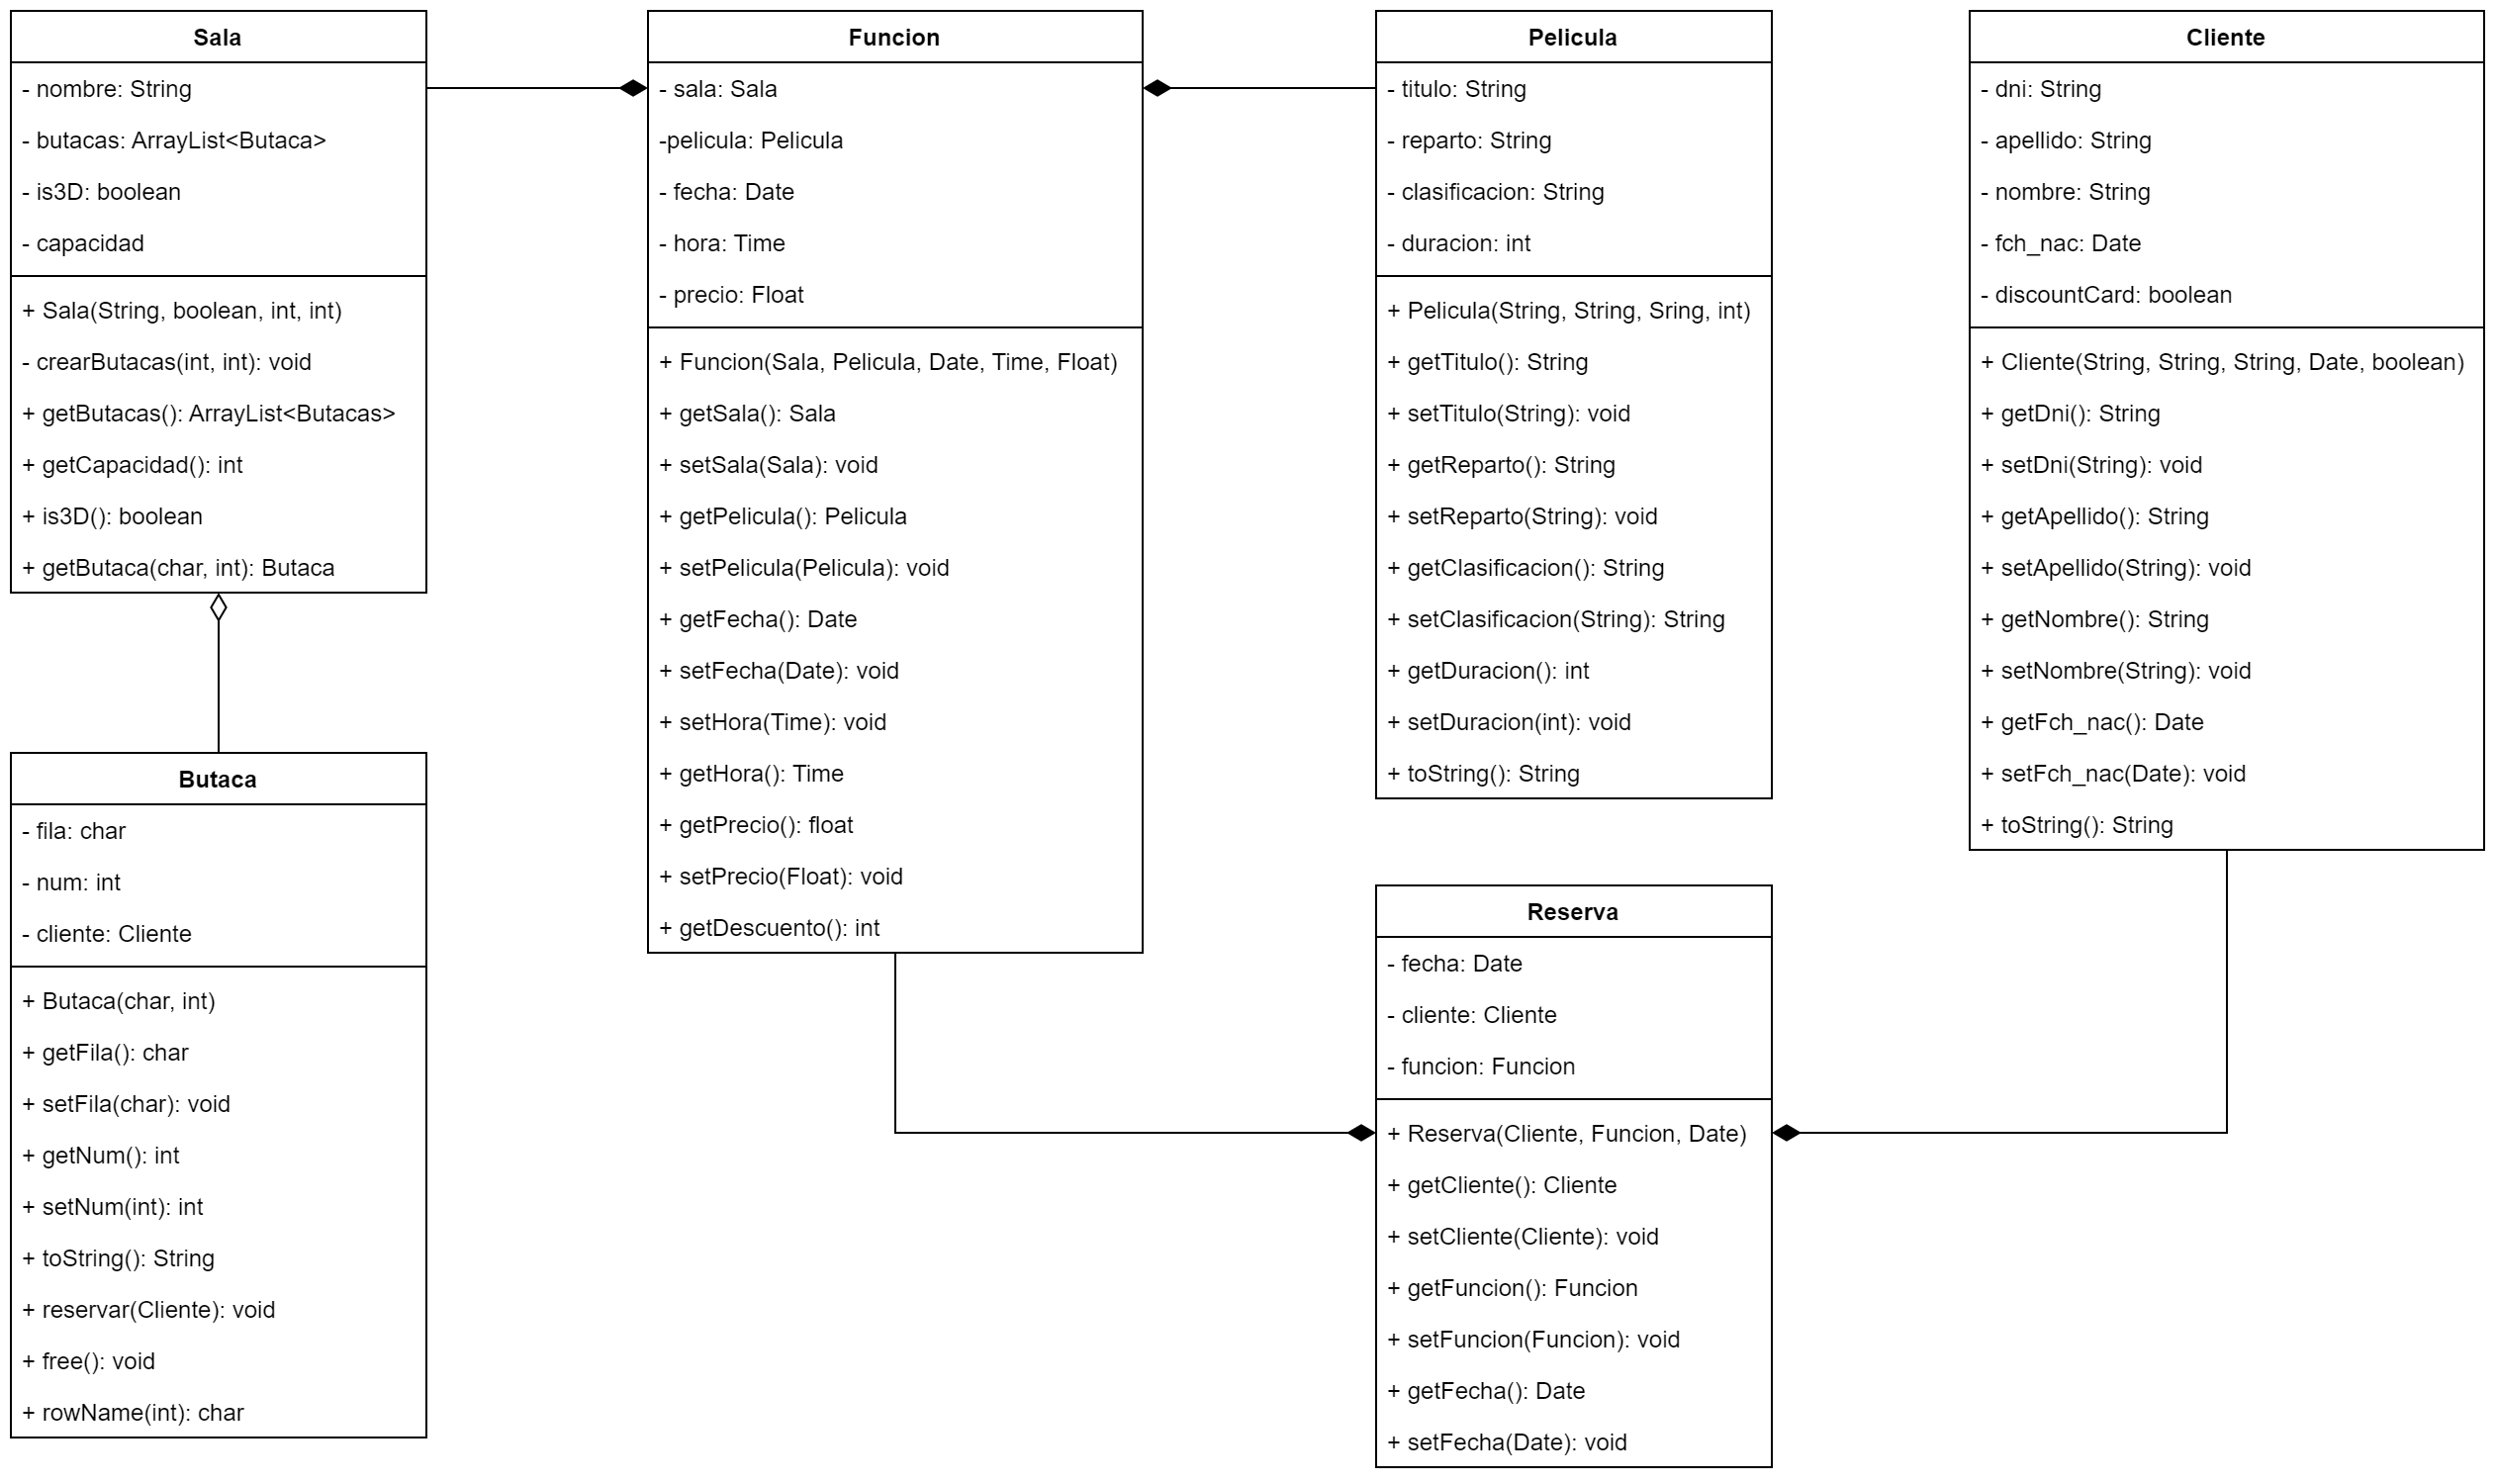 Sala
- nombre: String
- butacas: ArrayList<Butaca>
- is3D: boolean
- capacidad
+ Sala(String, boolean, int, int)
- crearButacas(int, int): void
+ getButacas(): ArrayList<Butacas>
+ getCapacidad(): int
+ is3D(): boolean
+ getButaca(char, int): Butaca
Butaca
- fila: char
- num: int
- cliente: Cliente
+ Butaca(char, int)
+ getFila(): char
+ setFila(char): void
+ getNum(): int
+ setNum(int): int
+ toString(): String
+ reservar(Cliente): void
+ free(): void
+ rowName(int): char
Funcion
- sala: Sala
-pelicula: Pelicula
- fecha: Date
- hora: Time
- precio: Float
+ Funcion(Sala, Pelicula, Date, Time, Float)
+ getSala(): Sala
+ setSala(Sala): void
+ getPelicula(): Pelicula
+ setPelicula(Pelicula): void
+ getFecha(): Date
+ setFecha(Date): void
+ setHora(Time): void
+ getHora(): Time
+ getPrecio(): float
+ setPrecio(Float): void
+ getDescuento(): int
Pelicula
- titulo: String
- reparto: String
- clasificacion: String
- duracion: int
+ Pelicula(String, String, Sring, int)
+ getTitulo(): String
+ setTitulo(String): void
+ getReparto(): String
+ setReparto(String): void
+ getClasificacion(): String
+ setClasificacion(String): String
+ getDuracion(): int
+ setDuracion(int): void
+ toString(): String
Reserva
- fecha: Date
- cliente: Cliente
- funcion: Funcion
+ Reserva(Cliente, Funcion, Date)
+ getCliente(): Cliente
+ setCliente(Cliente): void
+ getFuncion(): Funcion
+ setFuncion(Funcion): void
+ getFecha(): Date
+ setFecha(Date): void
Cliente
- dni: String
- apellido: String
- nombre: String
- fch_nac: Date
- discountCard: boolean
+ Cliente(String, String, String, Date, boolean)
+ getDni(): String
+ setDni(String): void
+ getApellido(): String
+ setApellido(String): void
+ getNombre(): String
+ setNombre(String): void
+ getFch_nac(): Date
+ setFch_nac(Date): void
+ toString(): String